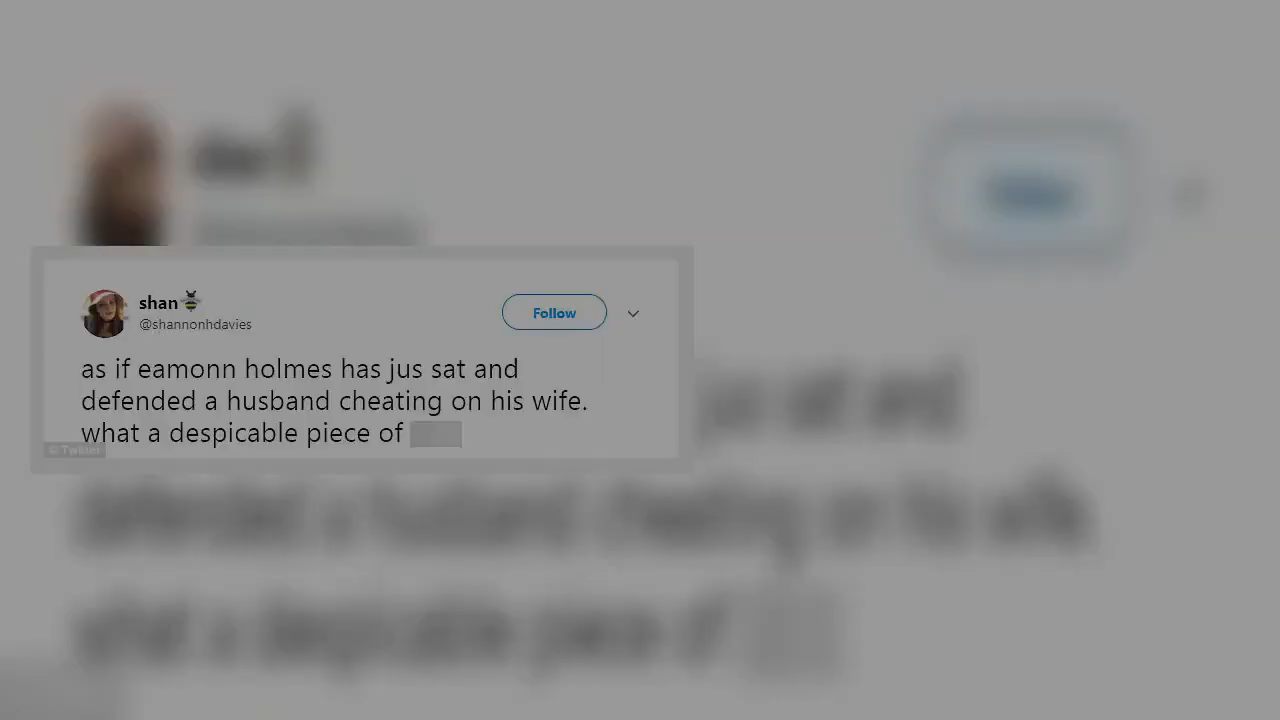 shan
@shannonhdavies
Follow
as if eamonn holmes has jus sat and
defended a husband cheating on his wife.
what a despicable piece of
© Twitter